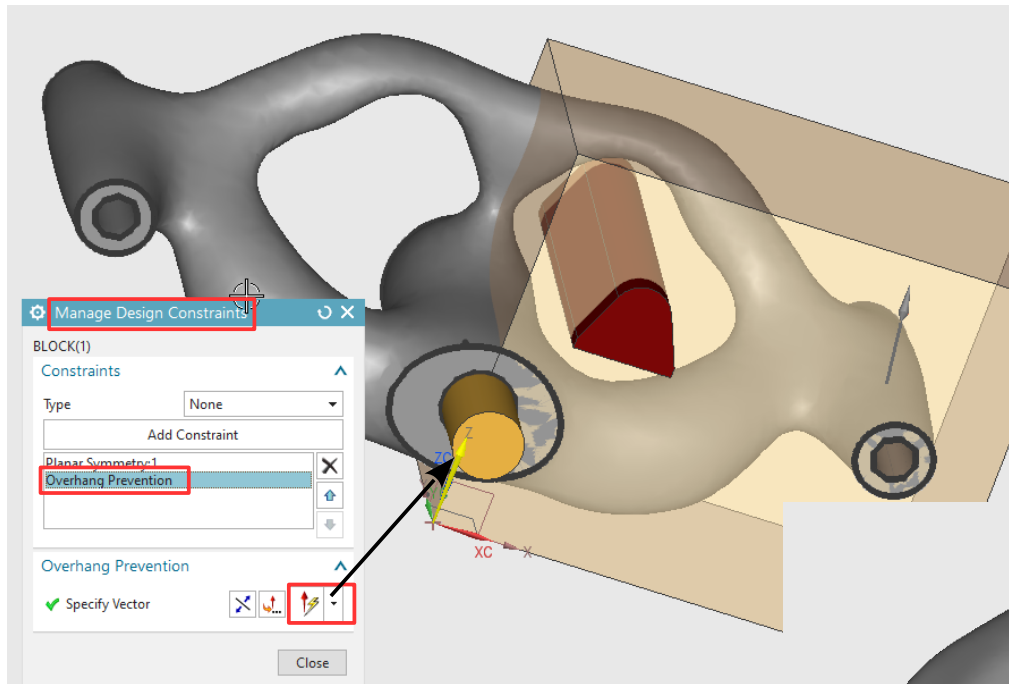 Manage Design Constraints
BLOCK(1)
Constraints
Type None
Add Constraint
Planar Symmetry:1
Overhang Prevention
Overhang Prevention
Specify Vector
Close
Z
ZC
XC
X